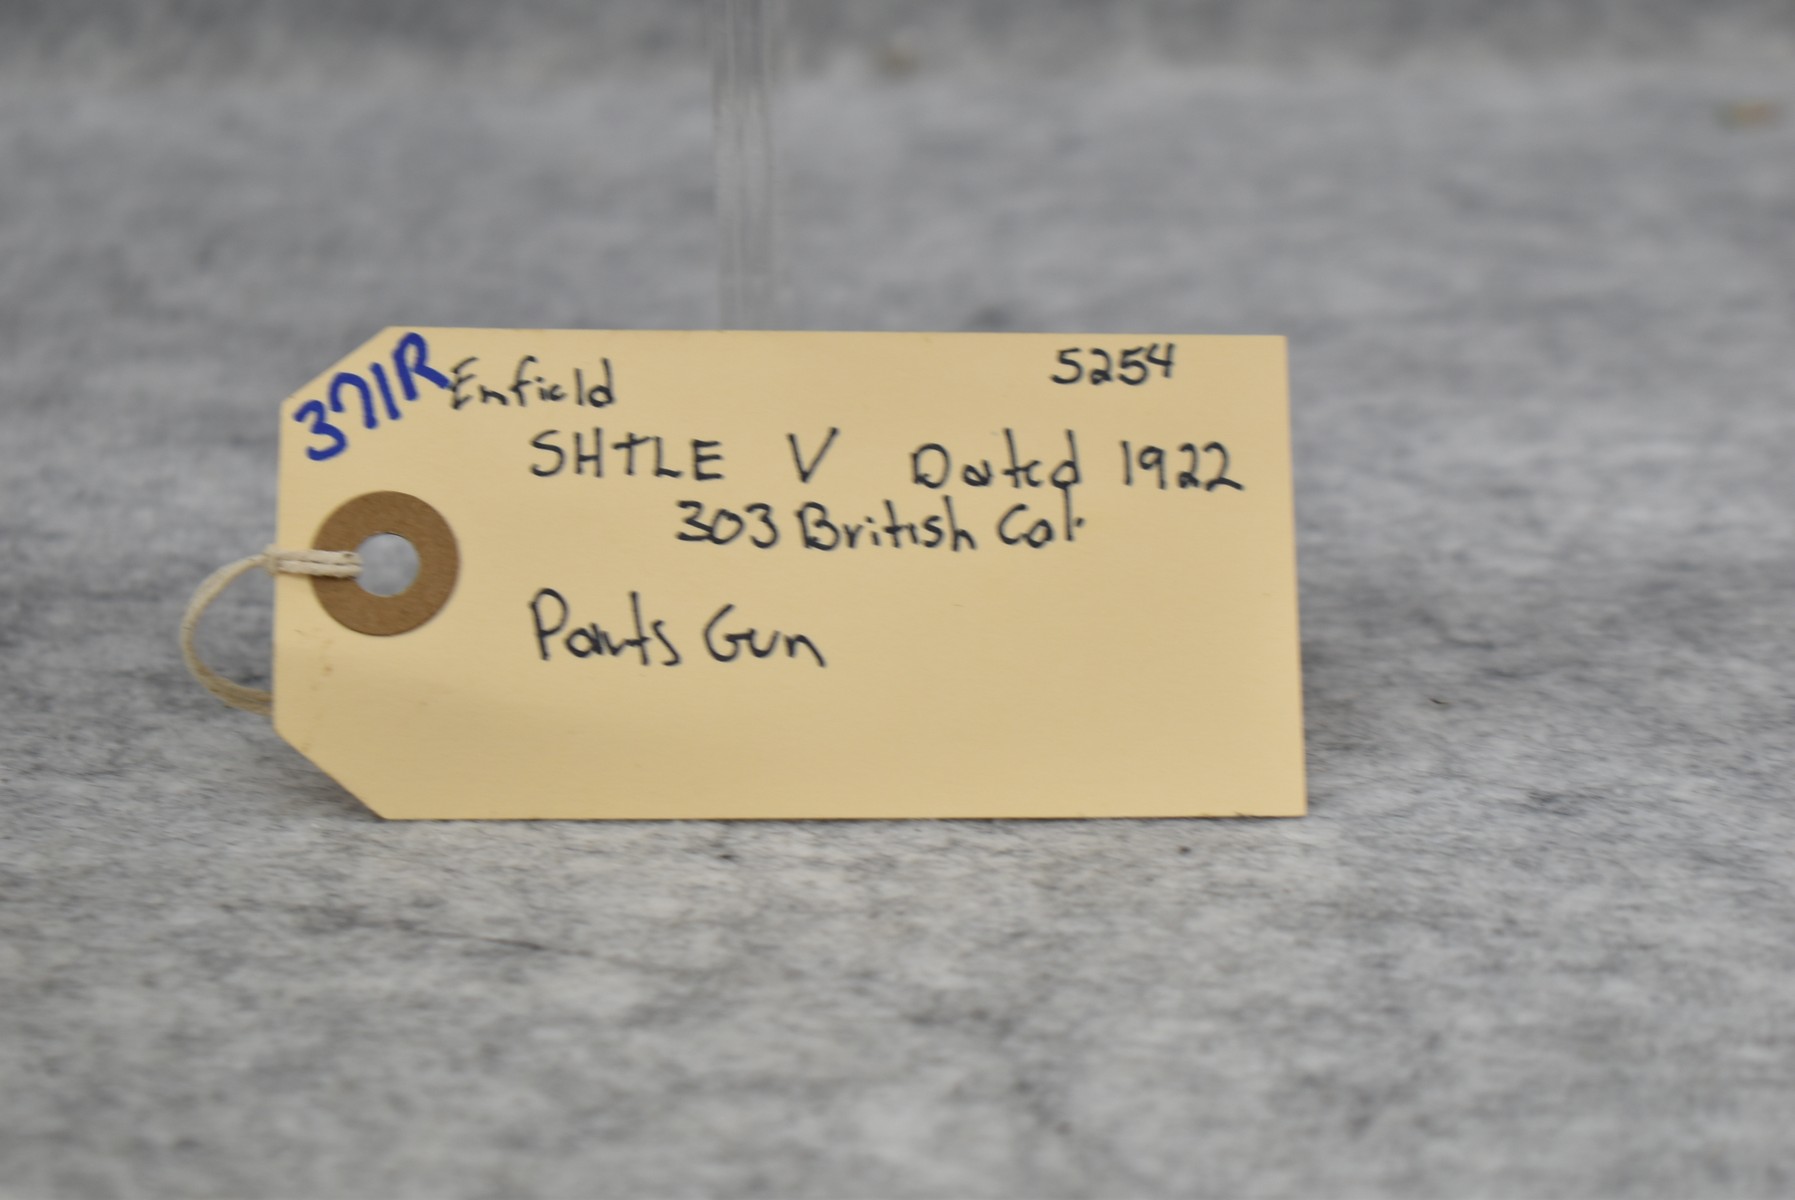 371R
Enfield 5254
SHTLE V Dated 1922
303 British Cal.
Parts Gun